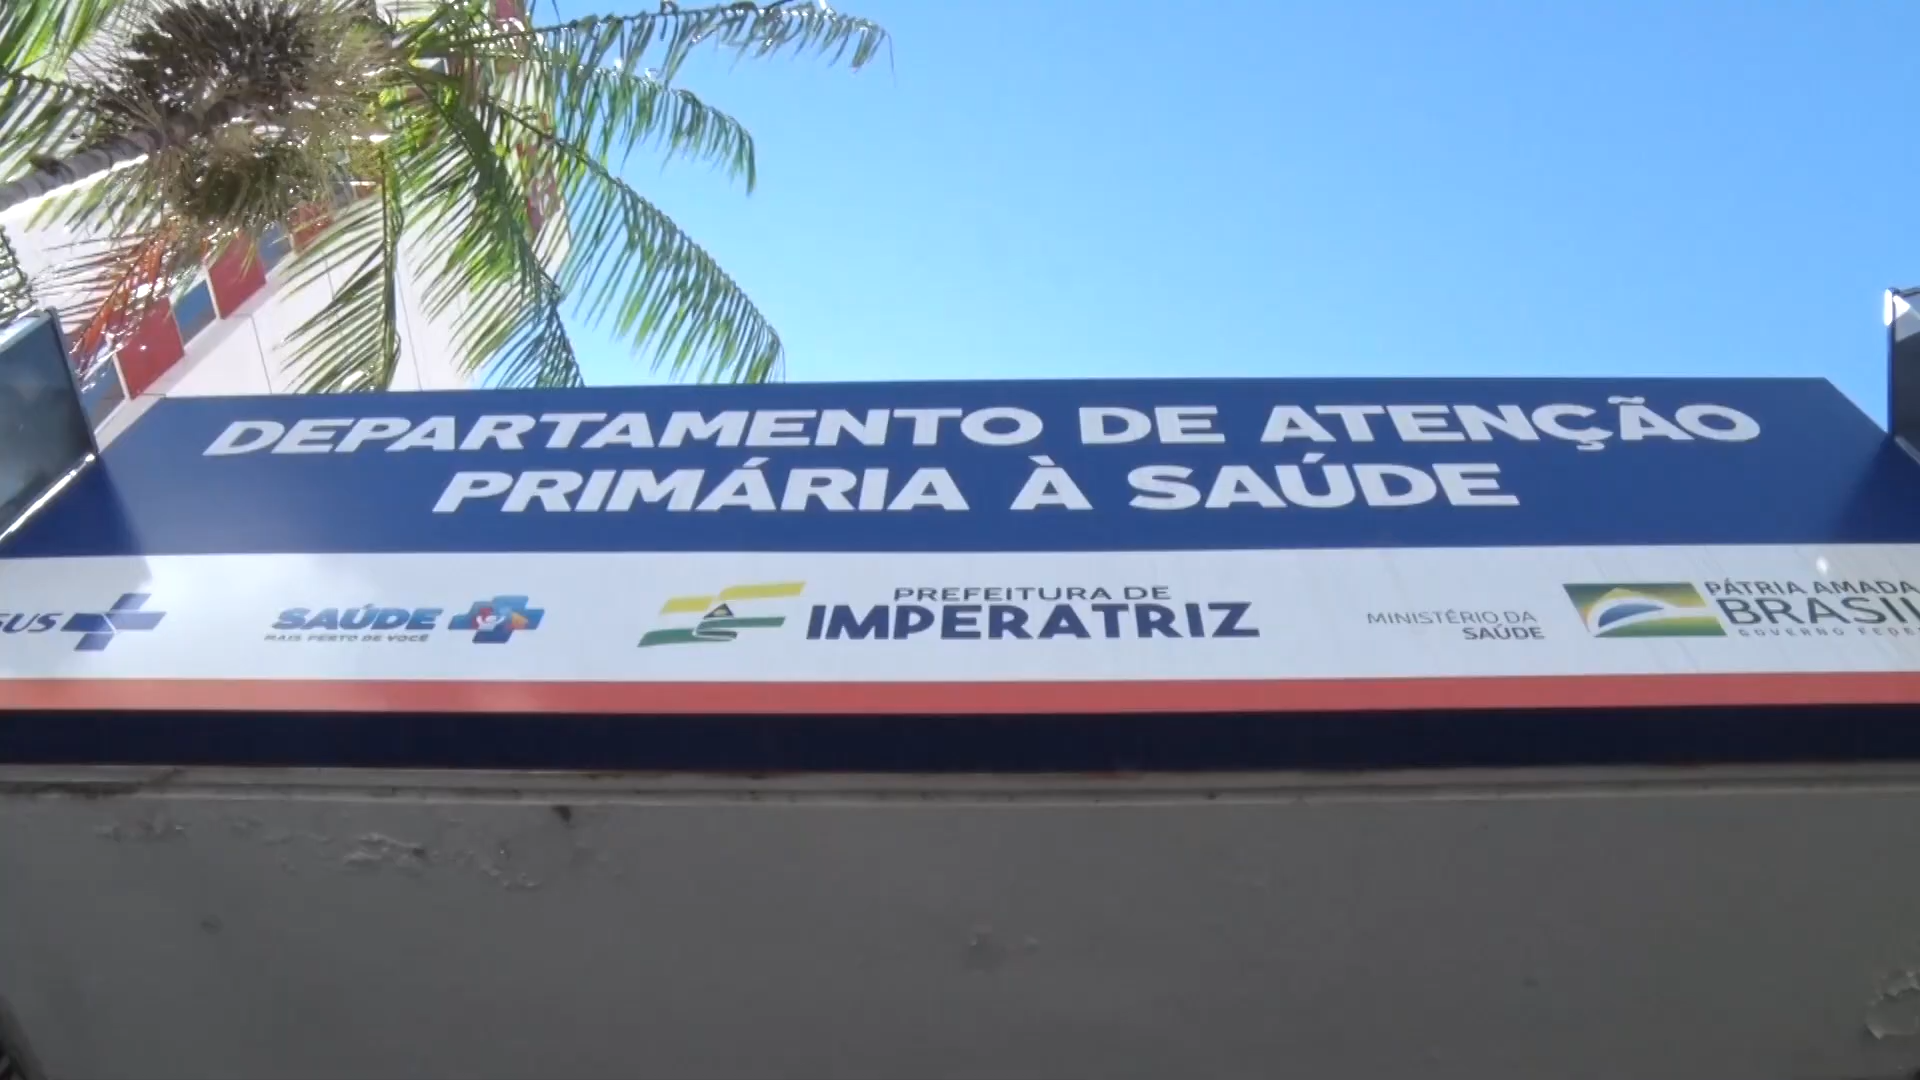 DEPARTAMENTO DE ATENÇÃO
PRIMÁRIA À SAÚDE
SUS
SAÚDE
MAIS PERTO DE VOCÊ
PREFEITURA DE
IMPERATRIZ
MINISTÉRIO DA
SAÚDE
PÁTRIA AMADA
BRASIL
GOVERNO